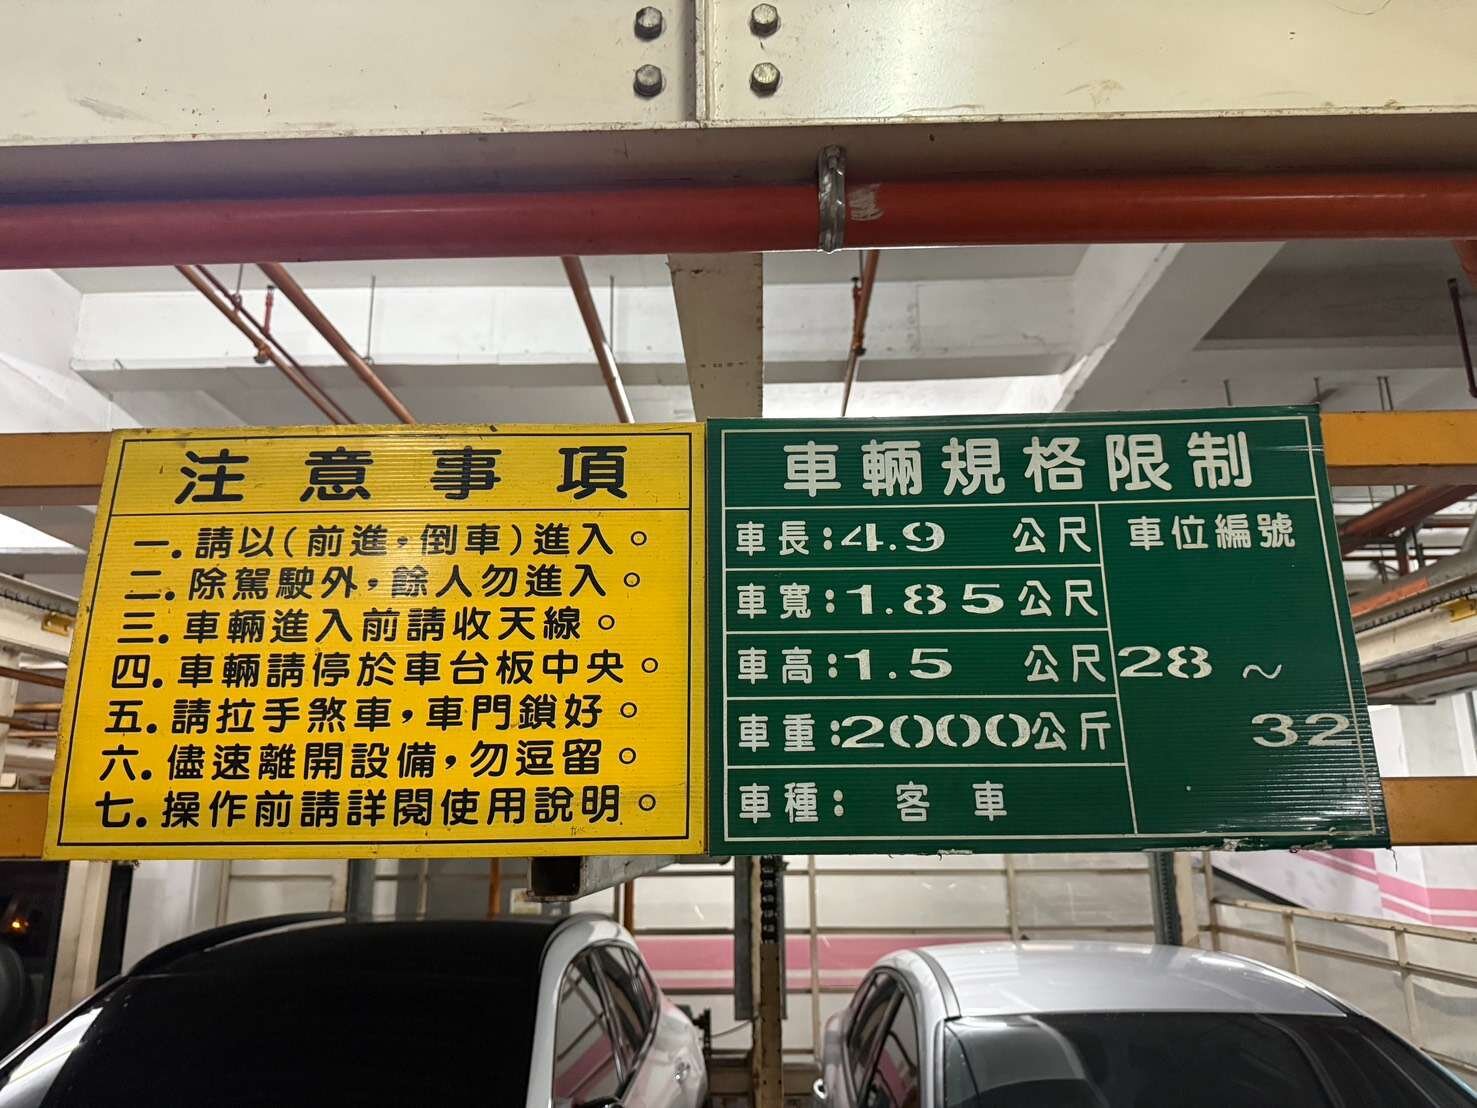 注意事項
一.請以(前進,倒車)進入。
二.除駕駛外,餘人勿進入。
三.車輛進入前請收天線。
四.車輛請停於車台板中央。
五.請拉手煞車,車門鎖好。
六.儘速離開設備,勿逗留。
七.操作前請詳閱使用說明。
車輛規格限制
車長:4.9 公尺
車寬:1.85公尺
車高:1.5 公尺
車重:2000公斤
車種: 客車
車位編號
28 ~
32